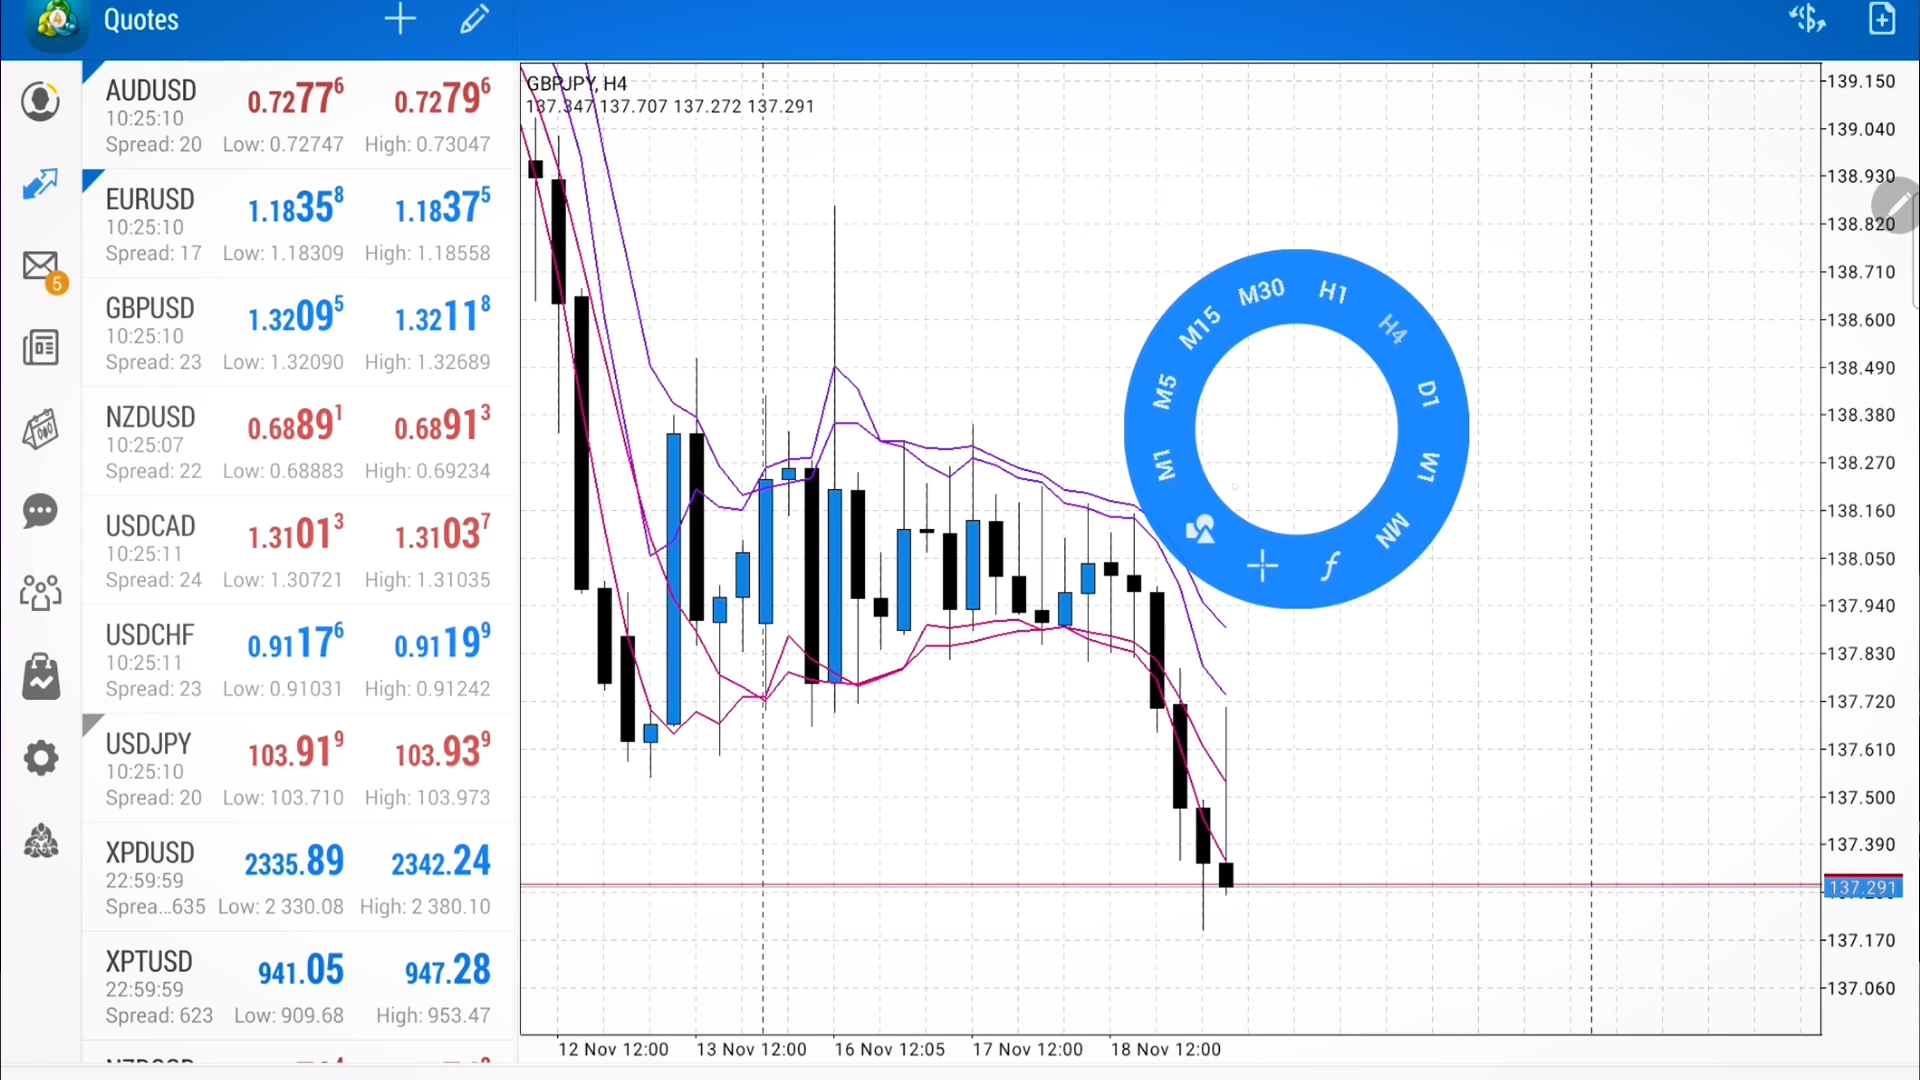 4
Quotes
AUDUSD 0.72776 0.72796
10:25:10
Spread: 20 Low: 0.72747 High: 0.73047
EURUSD 1.18358 1.18375
10:25:10
Spread: 17 Low: 1.18309 High: 1.18558
5
GBPUSD 1.32095 1.32118
10:25:10
Spread: 23 Low: 1.32090 High: 1.32689
NZDUSD 0.68891 0.68913
10:25:07
Spread: 22 Low: 0.68883 High: 0.69234
USDCAD 1.31013 1.31037
10:25:11
Spread: 24 Low: 1.30721 High: 1.31035
USDCHF 0.91176 0.91199
10:25:11
Spread: 23 Low: 0.91031 High: 0.91242
USDJPY 103.919 103.939
10:25:10
Spread: 20 Low: 103.710 High: 103.973
XPDUSD 2335.89 2342.24
22:59:59
Sprea...635 Low: 2 330.08 High: 2 380.10
XPTUSD 941.05 947.28
22:59:59
Spread: 623 Low: 909.68 High: 953.47
GBPJPY, H4
137.347 137.707 137.272 137.291
M1
M5
M15
M30
H1
H4
D1
W1
MN
f
139.150
139.040
138.930
138.820
138.710
138.600
138.490
138.380
138.270
138.160
138.050
137.940
137.830
137.720
137.610
137.500
137.390
137.291
137.170
137.060
12 Nov 12:00 13 Nov 12:00 16 Nov 12:05 17 Nov 12:00 18 Nov 12:00